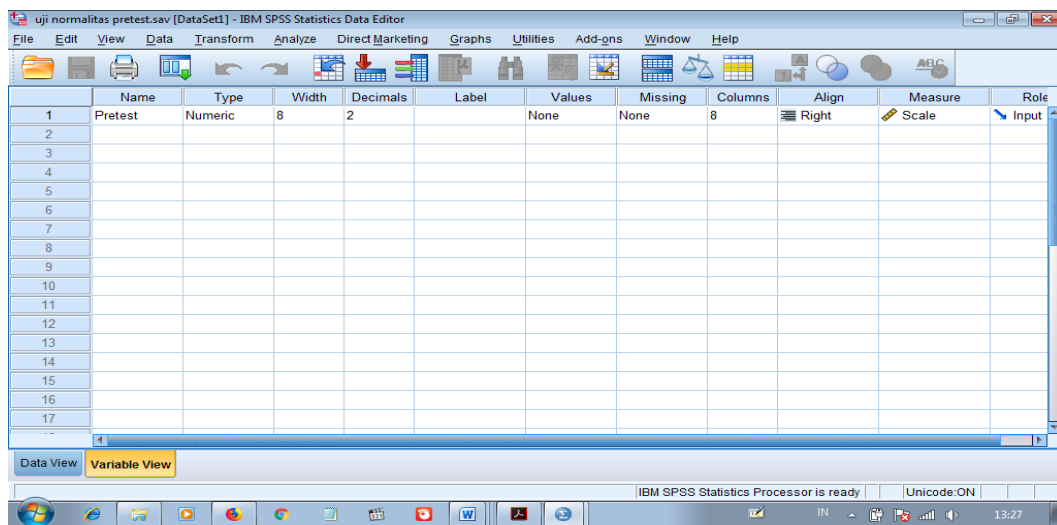 uji normalitas pretest.sav [DataSet1] - IBM SPSS Statistics Data Editor
File Edit View Data Transform Analyze Direct Marketing Graphs Utilities Add-ons Window Help
Name Type Width Decimals Label Values Missing Columns Align Measure Role
1 Pretest Numeric 8 2 None None 8 Right Scale Input
2
3
4
5
6
7
8
9
10
11
12
13
14
15
16
17
Data View Variable View
IBM SPSS Statistics Processor is ready Unicode:ON
IN 13:27